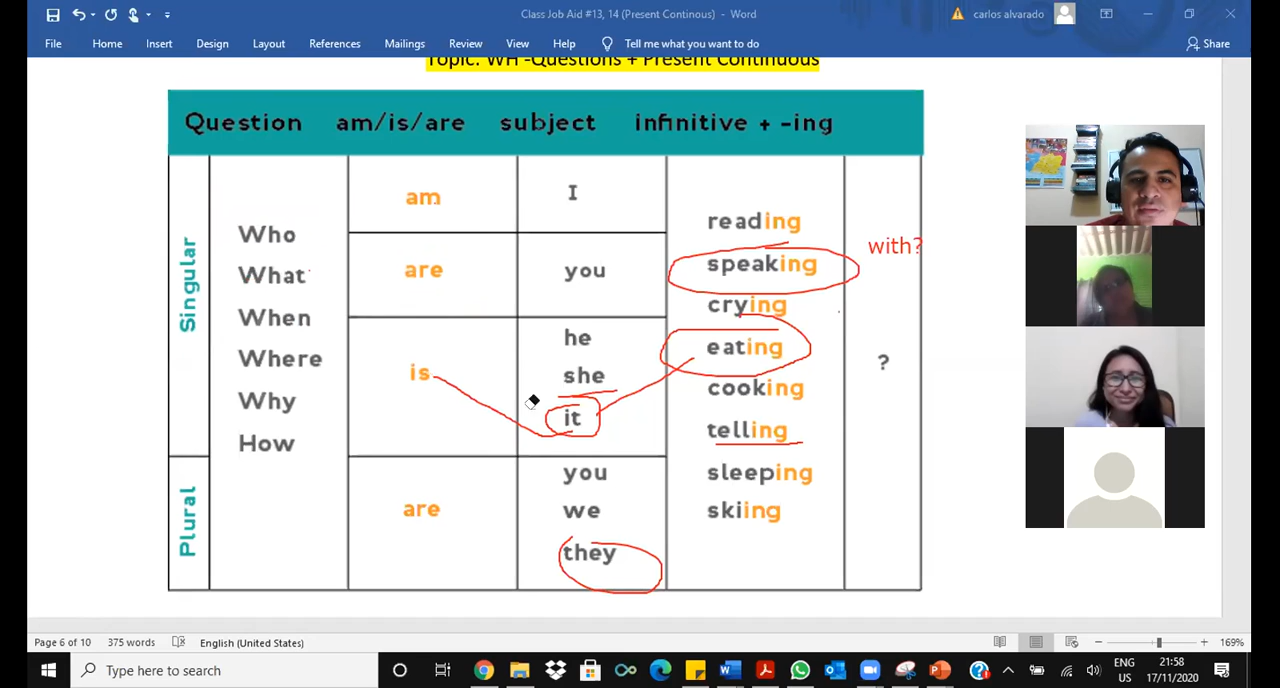 Class Job Aid #13, 14 (Present Continous) - Word
carlos alvarado
File Home Insert Design Layout References Mailings Review View Help Tell me what you want to do Share
Topic: WH -Questions + Present Continuous
Question am/is/are subject infinitive + -ing
Singular
Plural
Who
What
When
Where
Why
How
am
are
is
are
I
you
he
she
it
you
we
they
reading
speaking
crying
eating
cooking
telling
sleeping
skiing
with?
?
Page 6 of 10 375 words English (United States) 169%
Type here to search
ENG
US
21:58
17/11/2020